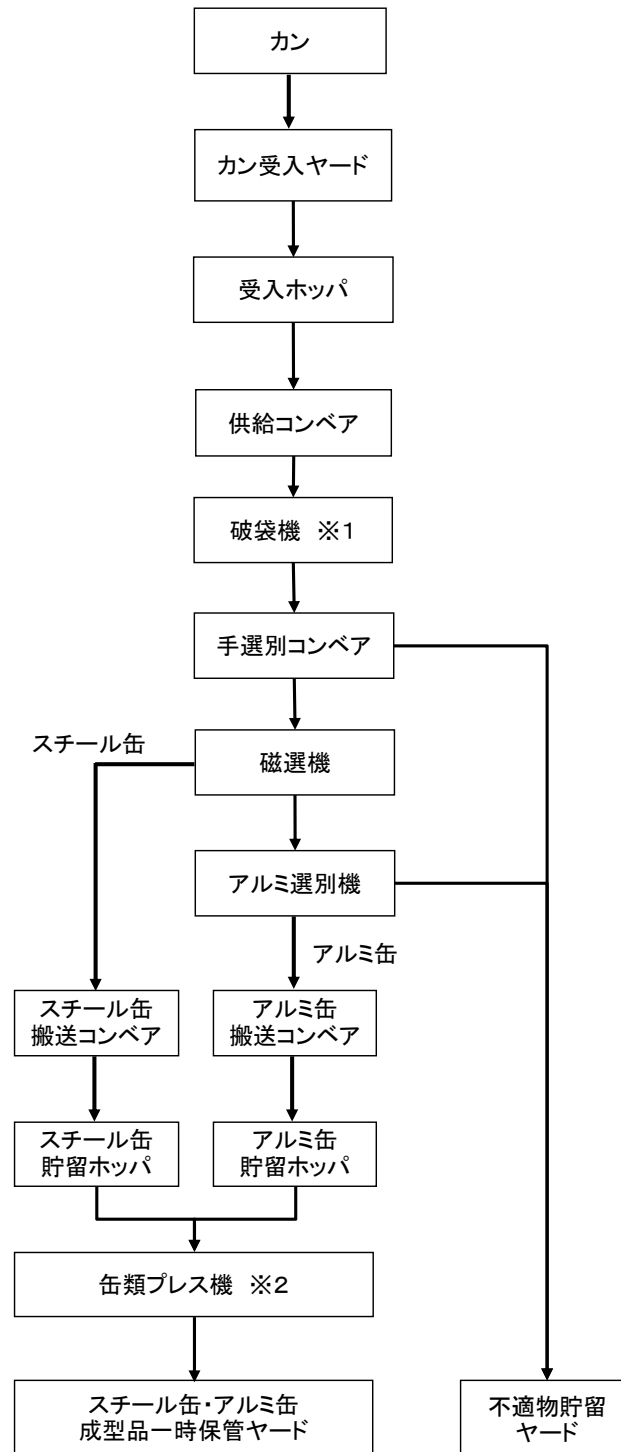 カン
カン受入ヤード
受入ホッパ
供給コンベア
破袋機 ※1
手選別コンベア
スチール缶
磁選機
アルミ選別機
アルミ缶
スチール缶
搬送コンベア
アルミ缶
搬送コンベア
スチール缶
貯留ホッパ
アルミ缶
貯留ホッパ
缶類プレス機 ※2
スチール缶・アルミ缶
成型品一時保管ヤード
不適物貯留
ヤード